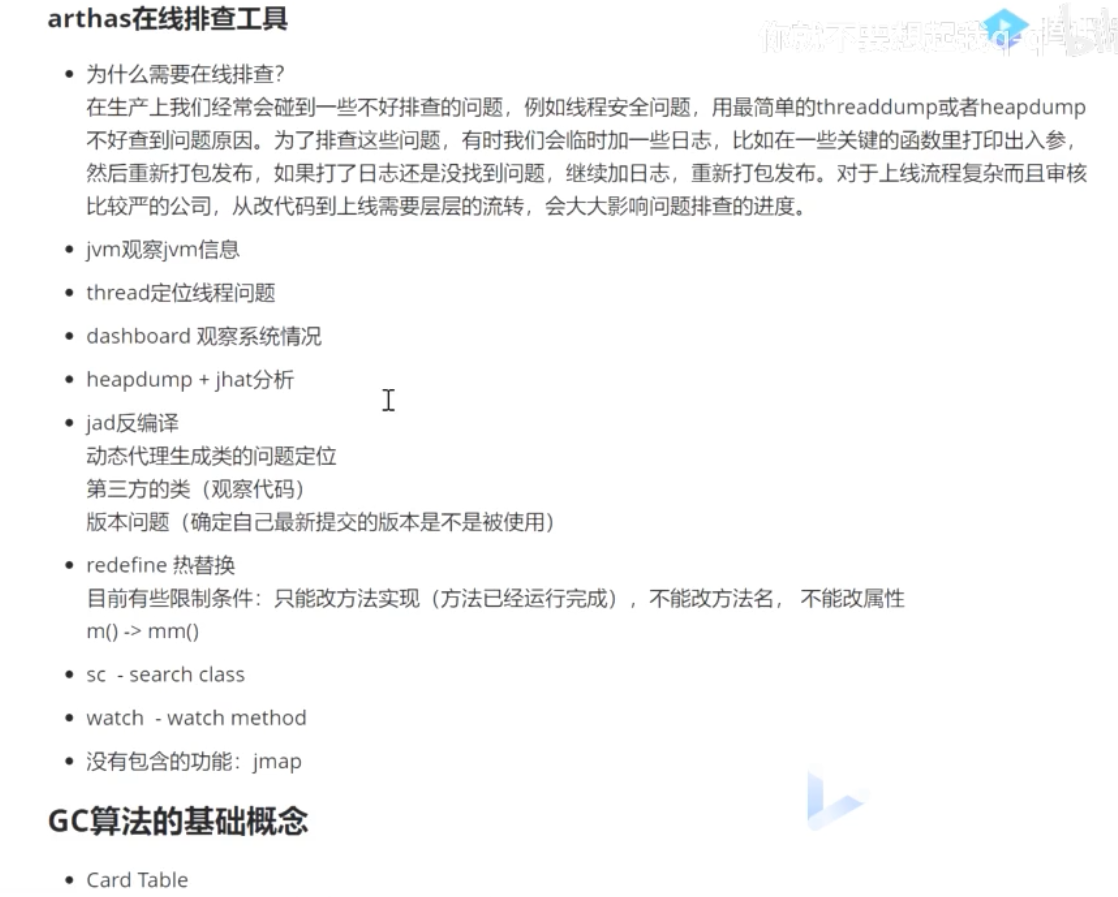 arthas在线排查工具
你就不要想起我
为什么需要在线排查？
在生产上我们经常会碰到一些不好排查的问题，例如线程安全问题，用最简单的threaddump或者heapdump
不好查到问题原因。为了排查这些问题，有时我们会临时加一些日志，比如在一些关键的函数里打印出入参，
然后重新打包发布，如果打了日志还是没找到问题，继续加日志，重新打包发布。对于上线流程复杂而且审核
比较严的公司，从改代码到上线需要层层的流转，会大大影响问题排查的进度。
jvm观察jvm信息
thread定位线程问题
dashboard 观察系统情况
heapdump + jhat分析
jad反编译
动态代理生成类的问题定位
第三方的类（观察代码）
版本问题（确定自己最新提交的版本是不是被使用）
redefine 热替换
目前有些限制条件：只能改方法实现（方法已经运行完成），不能改方法名， 不能改属性
m() -> mm()
sc - search class
watch - watch method
没有包含的功能：jmap
GC算法的基础概念
Card Table